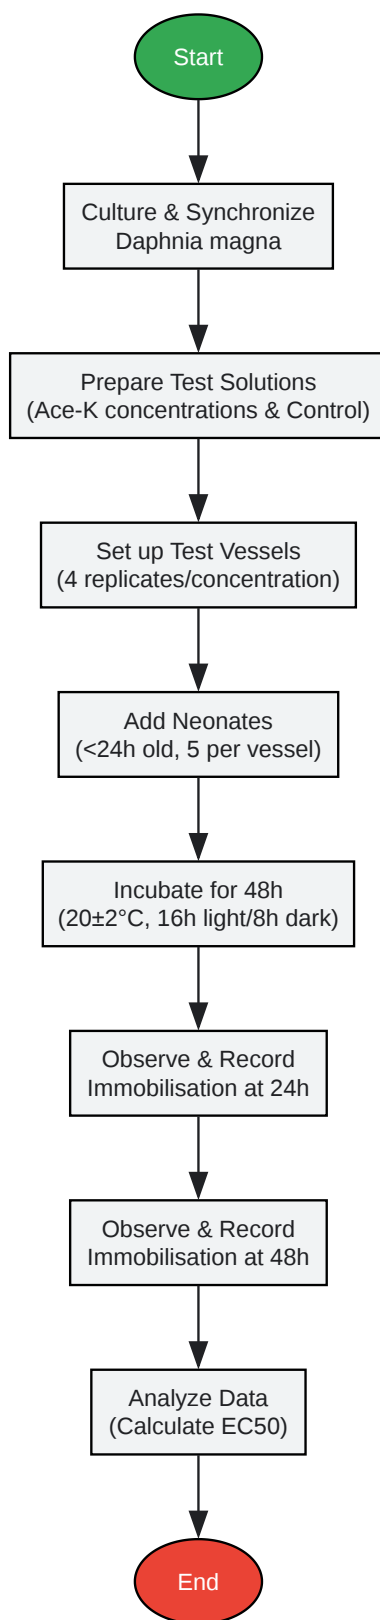 Start
Culture & Synchronize
Daphnia magna
Prepare Test Solutions
(Ace-K concentrations & Control)
Set up Test Vessels
(4 replicates/concentration)
Add Neonates
(<24h old, 5 per vessel)
Incubate for 48h
(20±2°C, 16h light/8h dark)
Observe & Record
Immobilisation at 24h
Observe & Record
Immobilisation at 48h
Analyze Data
(Calculate EC50)
End